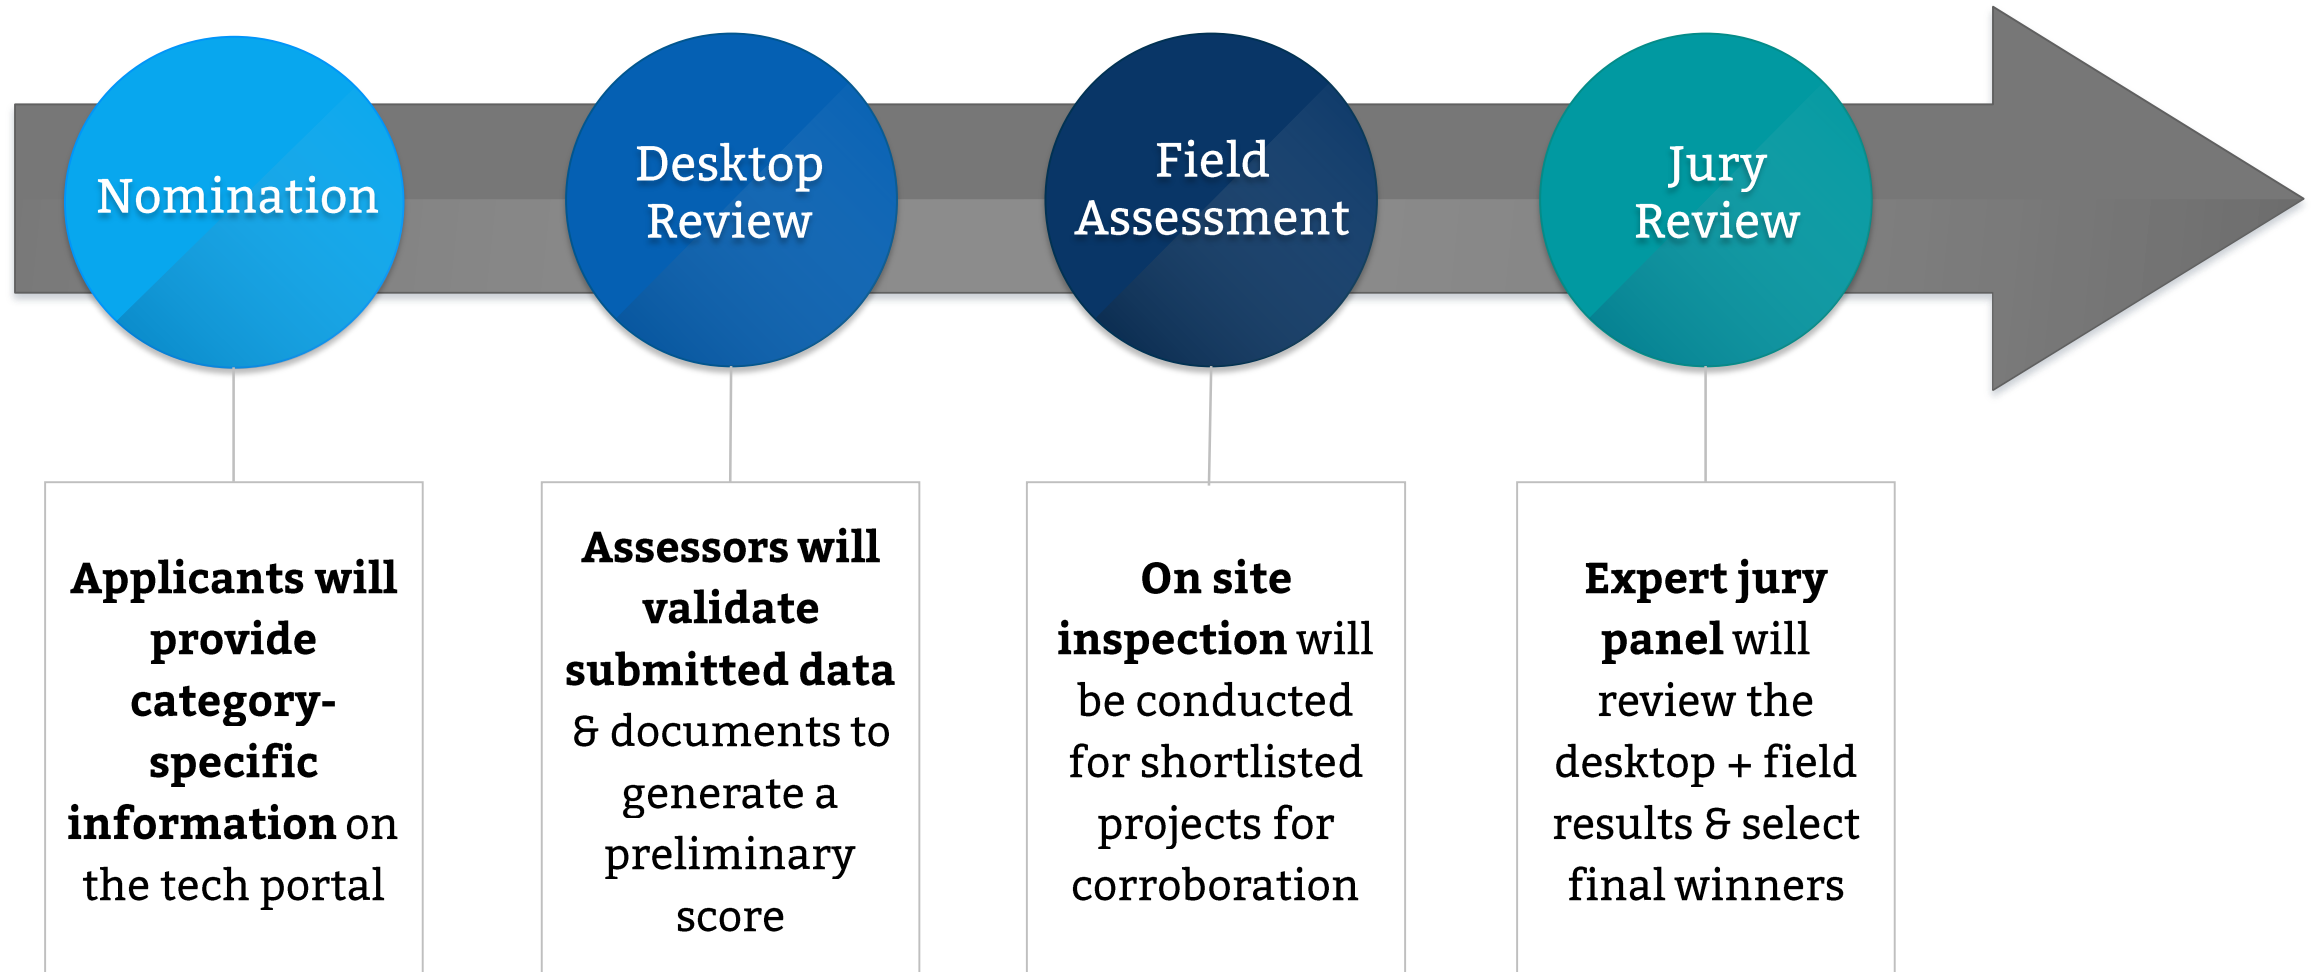 Nomination
Desktop
Review
Field
Assessment
Jury
Review
Applicants will
provide
category-
specific
information on
the tech portal
Assessors will
validate
submitted data
& documents to
generate a
preliminary
score
On site
inspection will
be conducted
for shortlisted
projects for
corroboration
Expert jury
panel will
review the
desktop + field
results & select
final winners